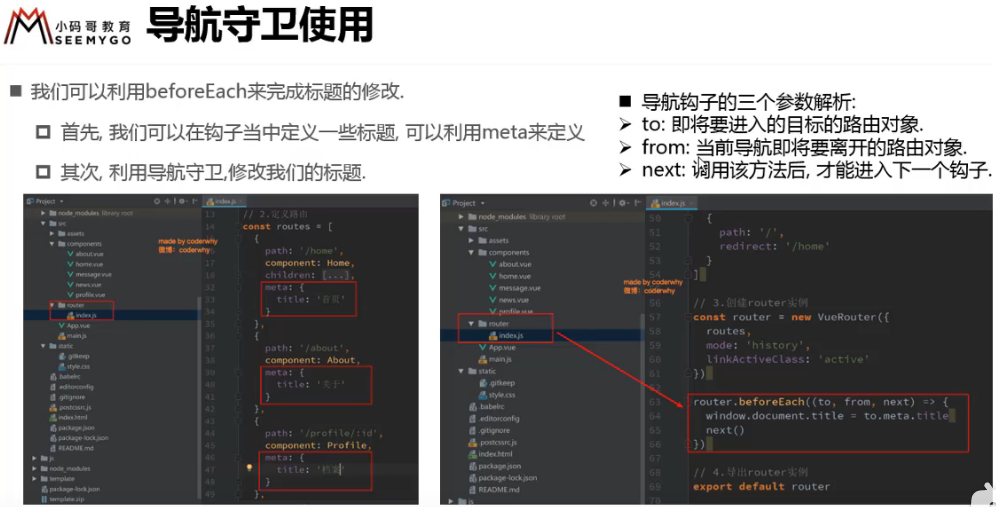 小码哥教育
SEEMYGO
导航守卫使用
我们可以利用beforeEach来完成标题的修改.
首先, 我们可以在钩子当中定义一些标题, 可以利用meta来定义
其次, 利用导航守卫,修改我们的标题.
导航钩子的三个参数解析:
to: 即将要进入的目标的路由对象.
from: 当前导航即将要离开的路由对象.
next: 调用该方法后, 才能进入下一个钩子.
Project
node_modules library root
src
assets
components
about.vue
home.vue
message.vue
news.vue
profile.vue
router
index.js
App.vue
main.js
static
.gitkeep
style.css
.babelrc
.editorconfig
.gitignore
.postcssrc.js
index.html
package.json
package-lock.json
README.md
js
node_modules
template
package-lock.json
template.zip
made by coderwhy
微博: coderwhy
index.js
13 // 2.定义路由
14 const routes = [
15 {
16 path: '/home',
17 component: Home,
18 children: [...],
32 meta: {
33 title: '首页'
34 }
35 },
36 {
37 path: '/about',
38 component: About,
39 meta: {
40 title: '关于'
41 }
42 },
43 {
44 path: '/profile/:id',
45 component: Profile,
46 meta: {
47 title: '档案'
48 }
49 },
Project
node_modules library root
src
assets
components
about.vue
home.vue
message.vue
news.vue
profile.vue
router
index.js
App.vue
main.js
static
.gitkeep
style.css
.babelrc
.editorconfig
.gitignore
.postcssrc.js
index.html
package.json
package-lock.json
README.md
js
made by coderwhy
微博: coderwhy
index.js
50 {
51 path: '/',
52 redirect: '/home'
53 }
54 ]
56 // 3.创建router实例
57 const router = new VueRouter({
58 routes,
59 mode: 'history',
60 linkActiveClass: 'active'
61 })
63 router.beforeEach((to, from, next) => {
64 window.document.title = to.meta.title
65 next()
66 })
68 // 4.导出router实例
69 export default router
70